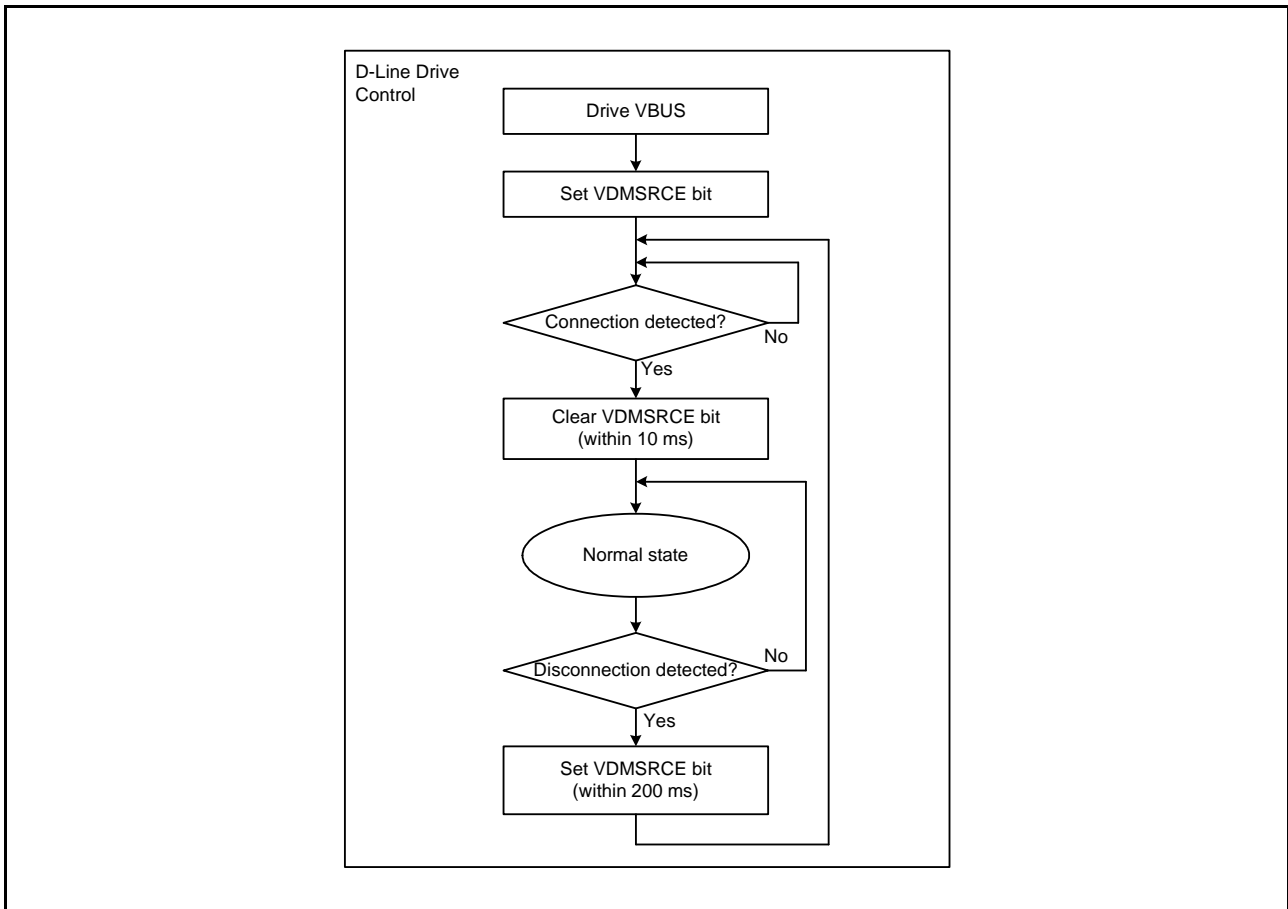 D-Line Drive
Control
Drive VBUS
Set VDMSRCE bit
Connection detected?
No
Yes
Clear VDMSRCE bit
(within 10 ms)
Normal state
Disconnection detected?
No
Yes
Set VDMSRCE bit
(within 200 ms)